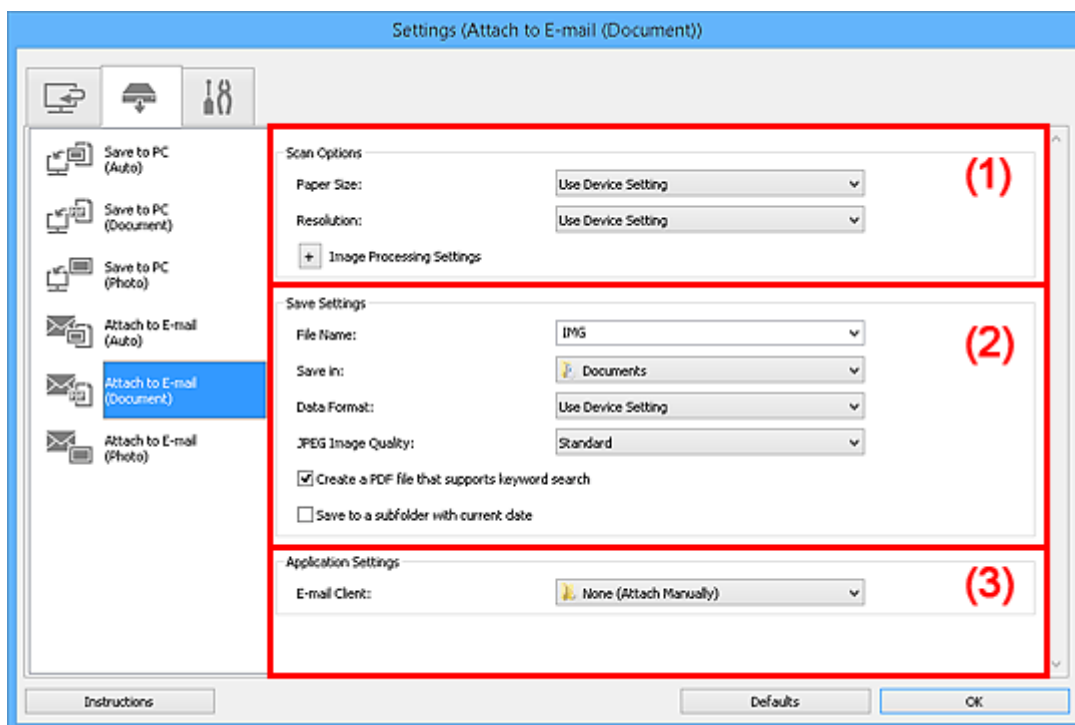 Settings (Attach to E-mail (Document))
Save to PC
(Auto)
Save to PC
(Document)
Save to PC
(Photo)
Attach to E-mail
(Auto)
Attach to E-mail
(Document)
Attach to E-mail
(Photo)
Scan Options
(1)
Paper Size:
Use Device Setting
Resolution:
Use Device Setting
+ Image Processing Settings
Save Settings
(2)
File Name:
IMG
Save in:
Documents
Data Format:
Use Device Setting
JPEG Image Quality:
Standard
Create a PDF file that supports keyword search
Save to a subfolder with current date
Application Settings
(3)
E-mail Client:
None (Attach Manually)
Instructions
Defaults
OK